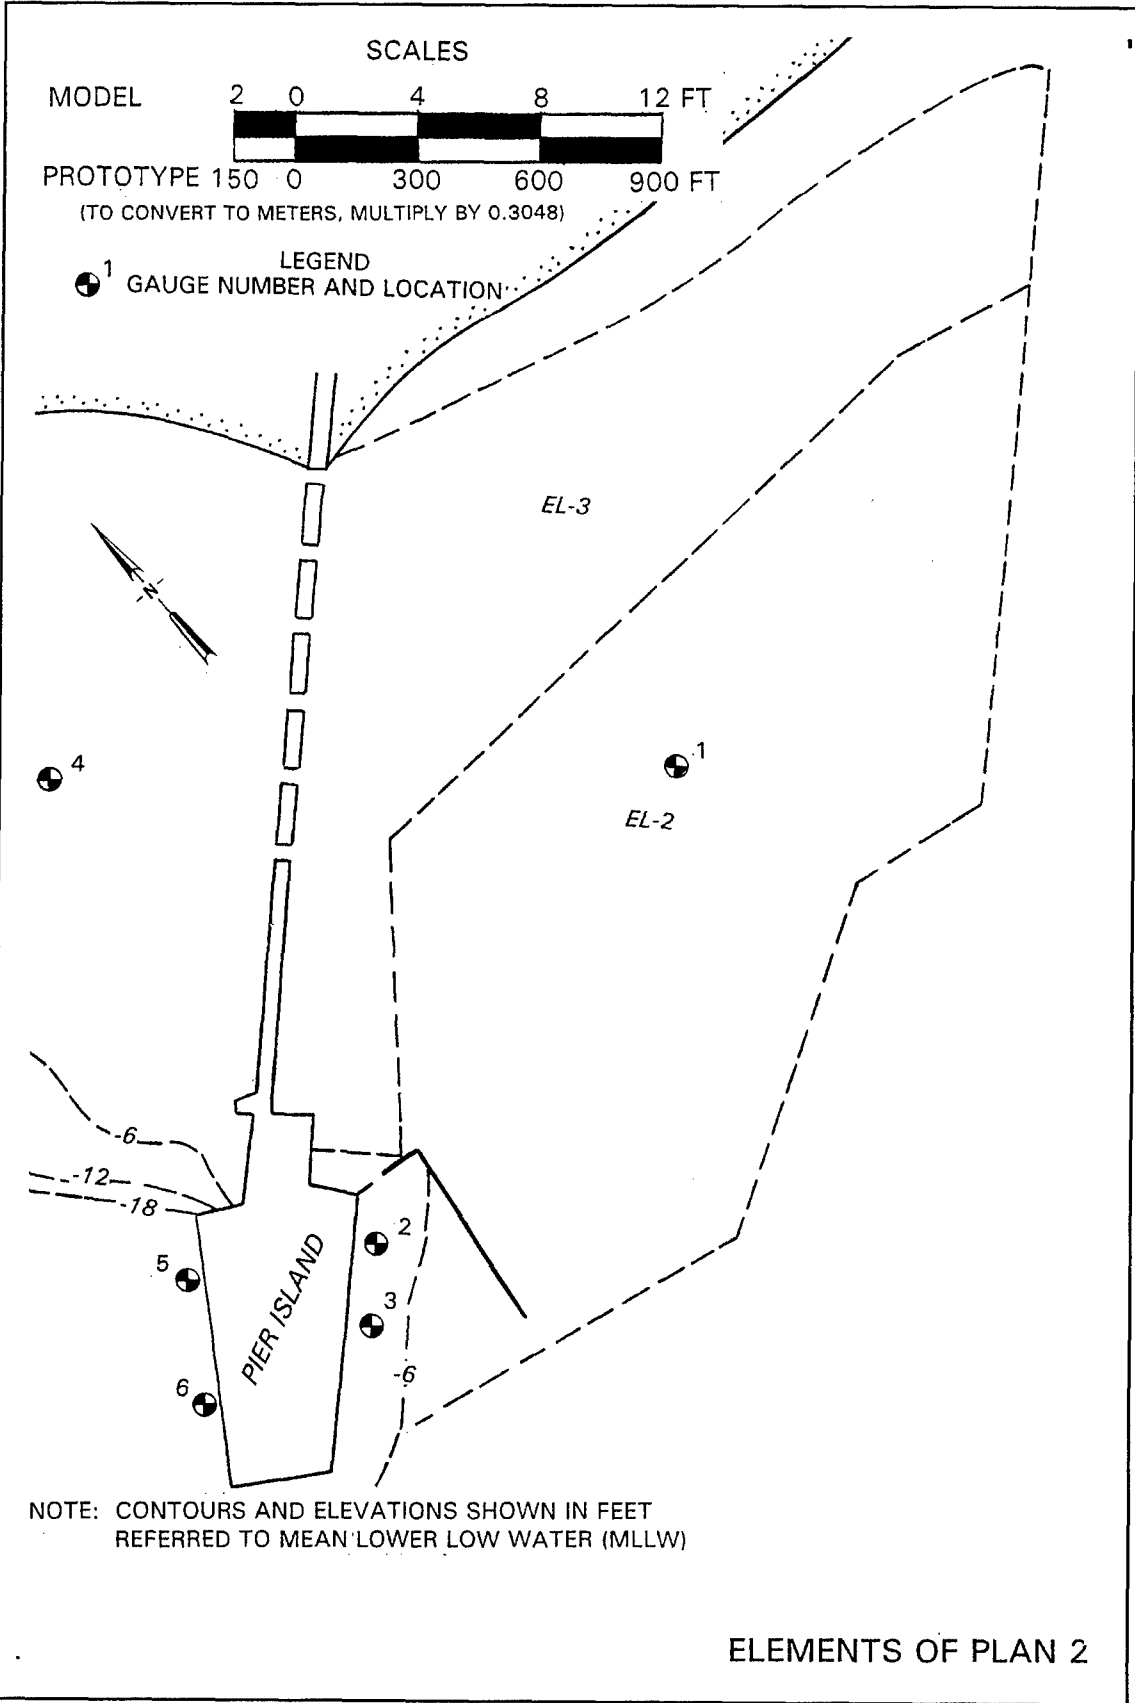 SCALES
MODEL 2 0 4 8 12 FT
PROTOTYPE 150 0 300 600 900 FT
(TO CONVERT TO METERS, MULTIPLY BY 0.3048)
LEGEND
1 GAUGE NUMBER AND LOCATION
EL-3
N
4
1
EL-2
-6
-12
-18
2
5
3
PIER ISLAND
-6
6
NOTE: CONTOURS AND ELEVATIONS SHOWN IN FEET
REFERRED TO MEAN LOWER LOW WATER (MLLW)
ELEMENTS OF PLAN 2